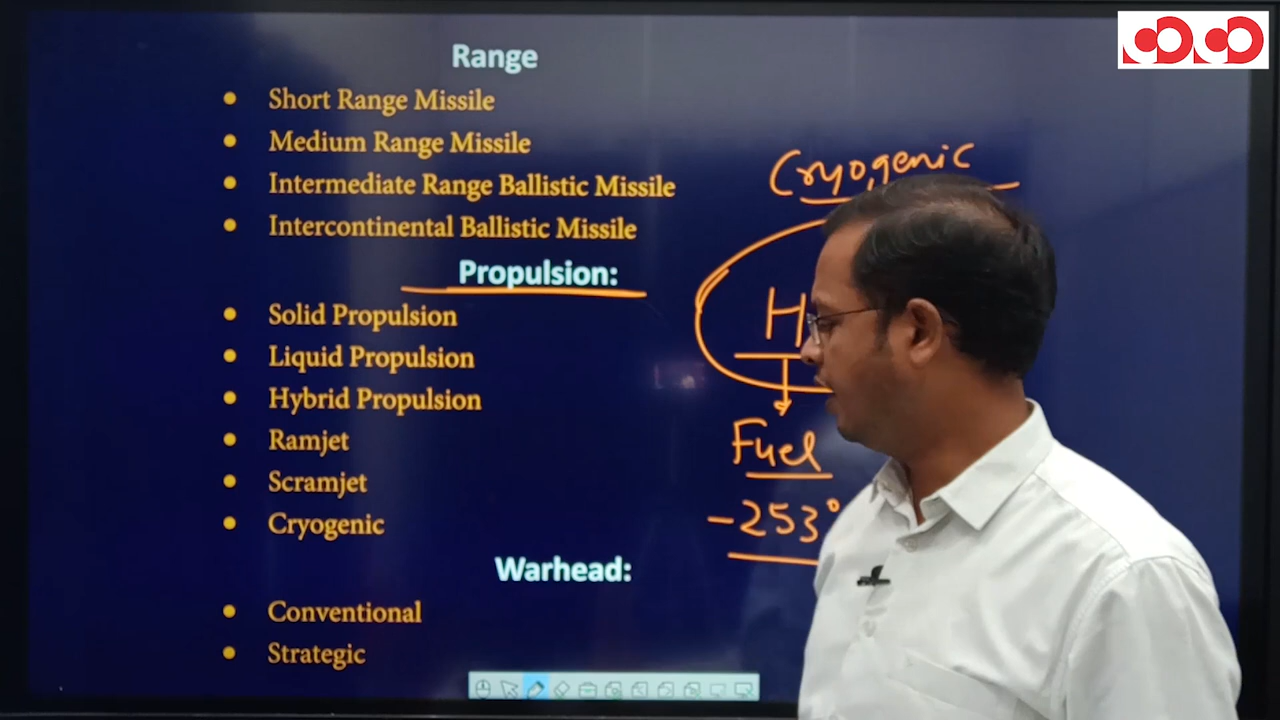 Range
• Short Range Missile
• Medium Range Missile
• Intermediate Range Ballistic Missile
• Intercontinental Ballistic Missile
Propulsion:
• Solid Propulsion
• Liquid Propulsion
• Hybrid Propulsion
• Ramjet
• Scramjet
• Cryogenic
Warhead:
• Conventional
• Strategic
Cryogenic
H
Fuel
-253°